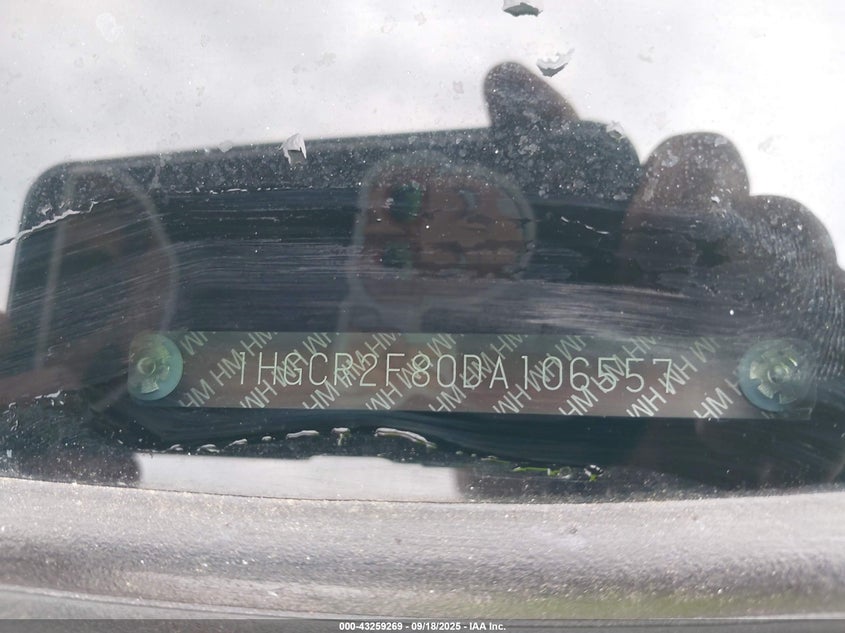 1HGCR2F80DA106557
000-43259269 - 09/18/2025 - IAA Inc.